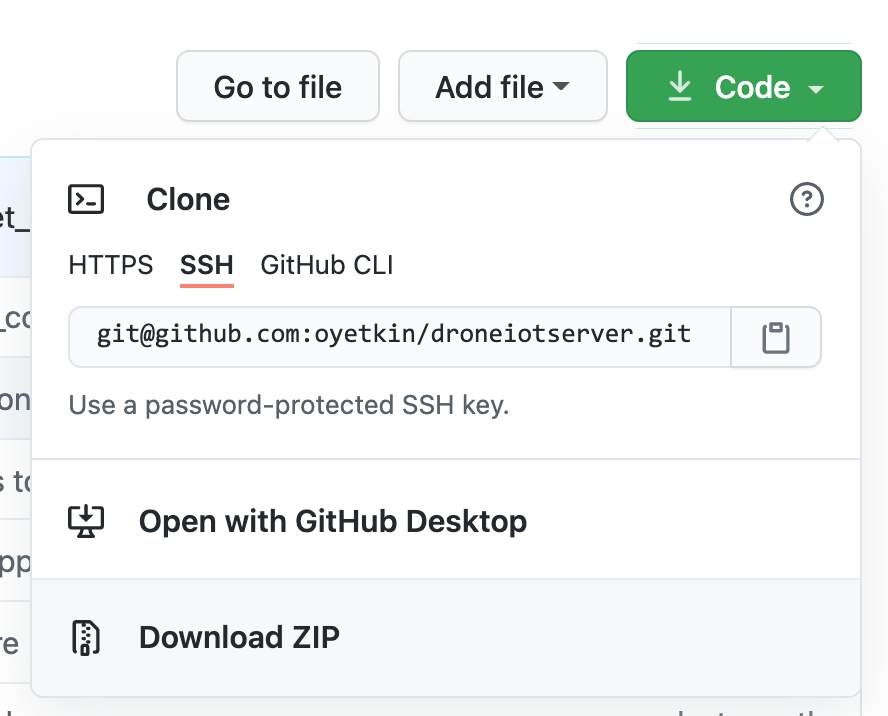 Go to file
Add file
Code
Clone
HTTPS
SSH
GitHub CLI
git@github.com:oyetkin/droneiotserver.git
Use a password-protected SSH key.
Open with GitHub Desktop
Download ZIP